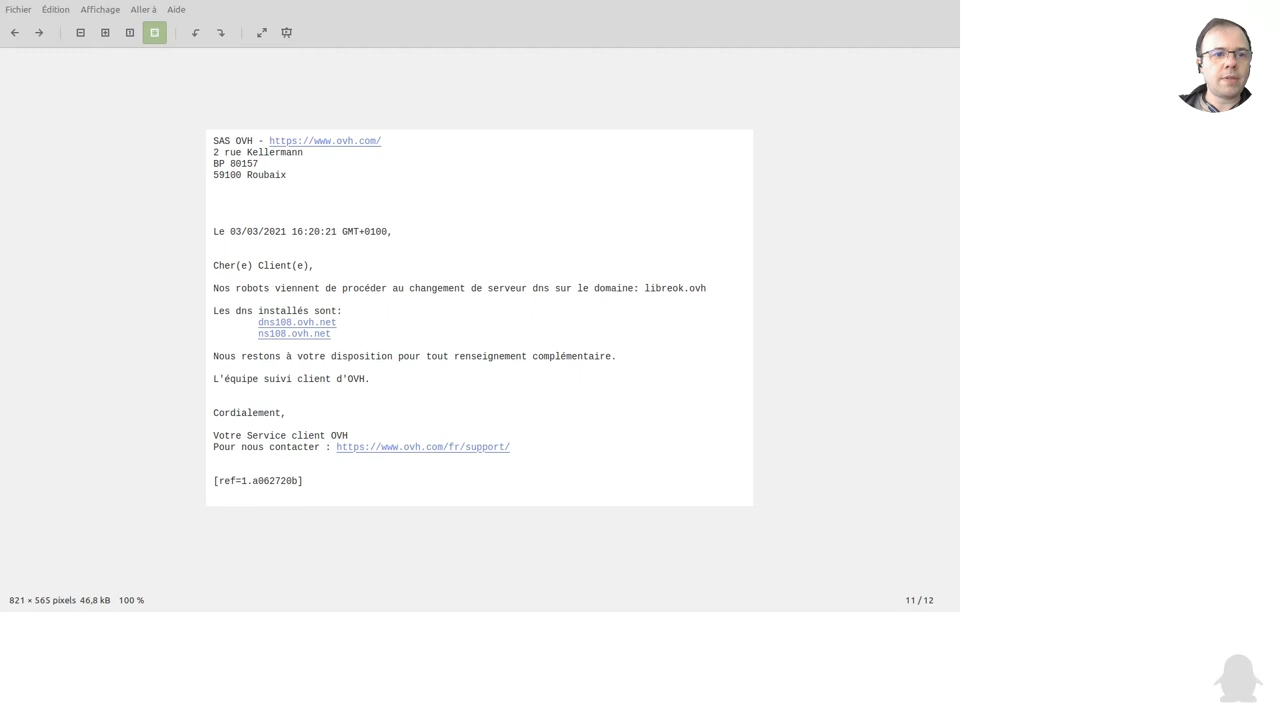 Fichier Édition Affichage Aller à Aide
SAS OVH - https://www.ovh.com/
2 rue Kellermann
BP 80157
59100 Roubaix
Le 03/03/2021 16:20:21 GMT+0100,
Cher(e) Client(e),
Nos robots viennent de procéder au changement de serveur dns sur le domaine: libreok.ovh
Les dns installés sont:
dns108.ovh.net
ns108.ovh.net
Nous restons à votre disposition pour tout renseignement complémentaire.
L'équipe suivi client d'OVH.
Cordialement,
Votre Service client OVH
Pour nous contacter : https://www.ovh.com/fr/support/
[ref=1.a062720b]
821 × 565 pixels 46,8 kB 100 % 11 / 12